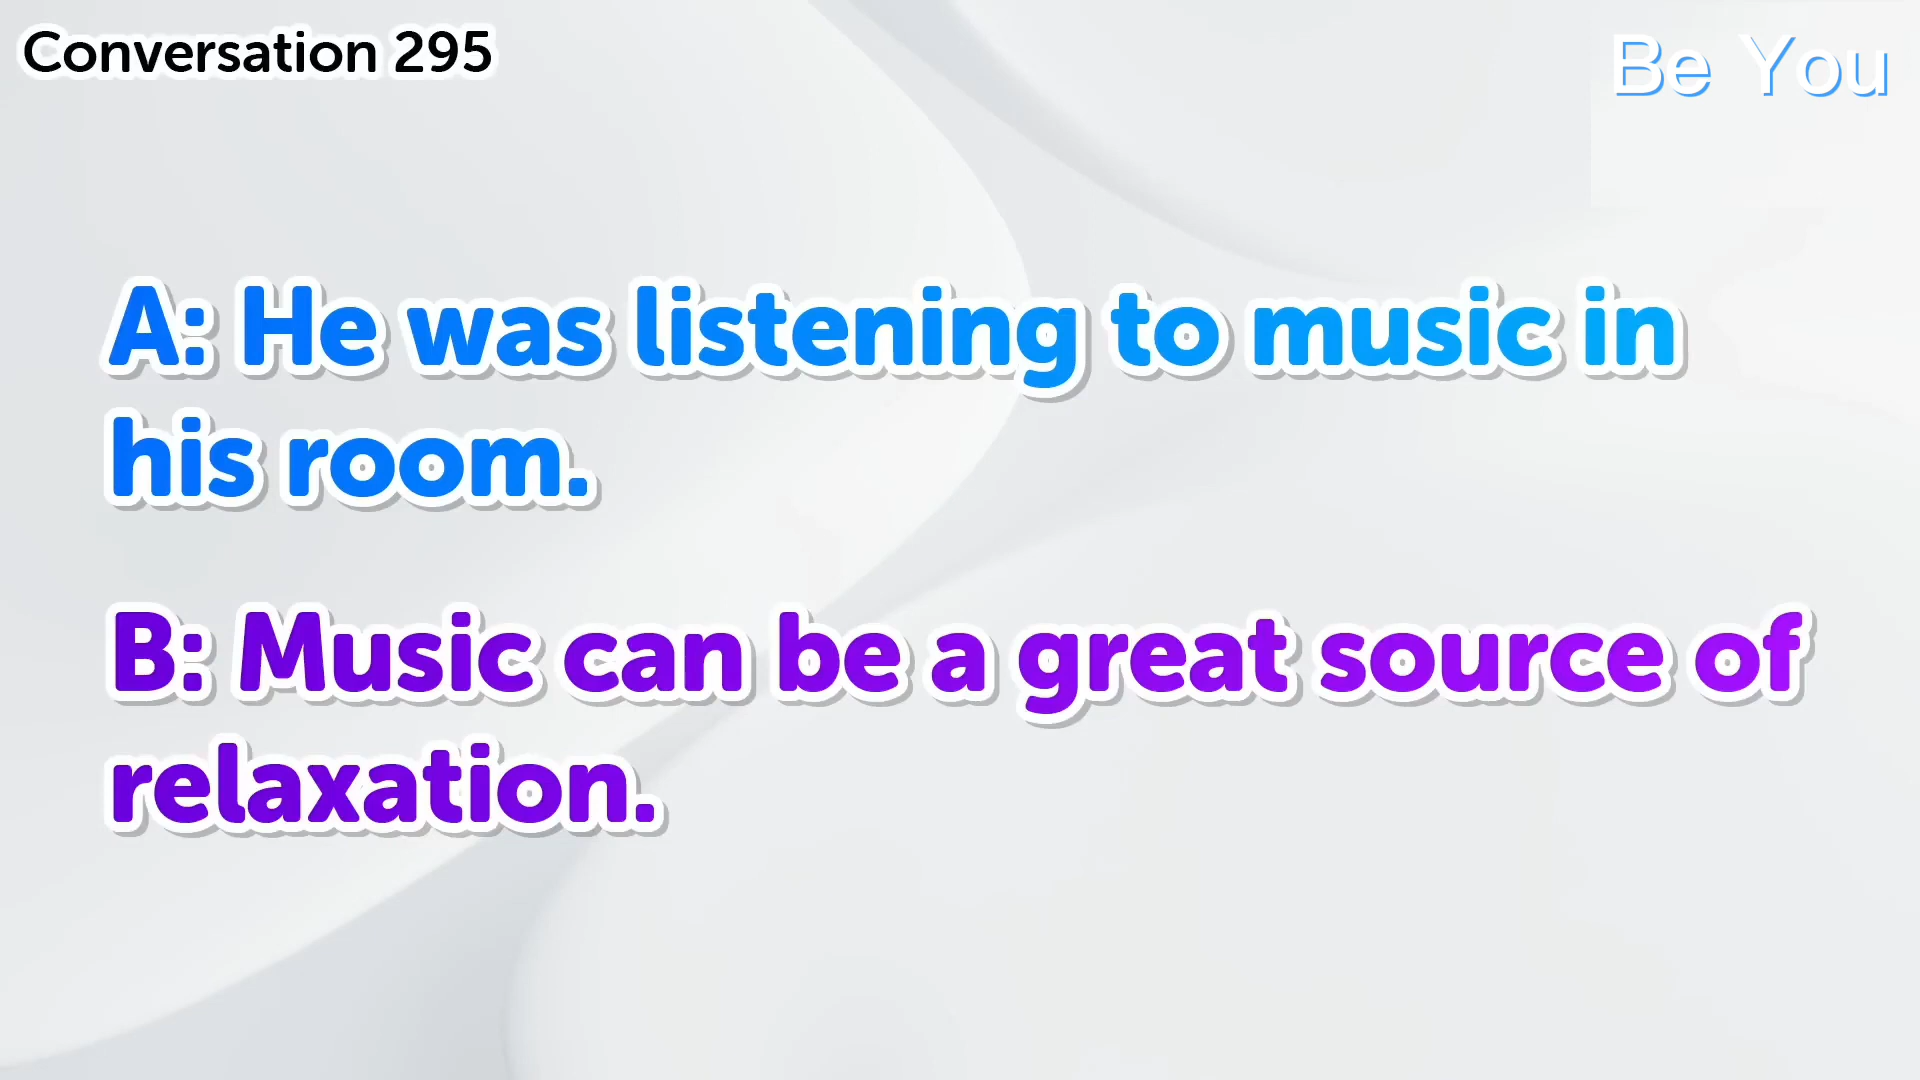 Conversation 295
Be You
A: He was listening to music in
his room.
B: Music can be a great source of
relaxation.